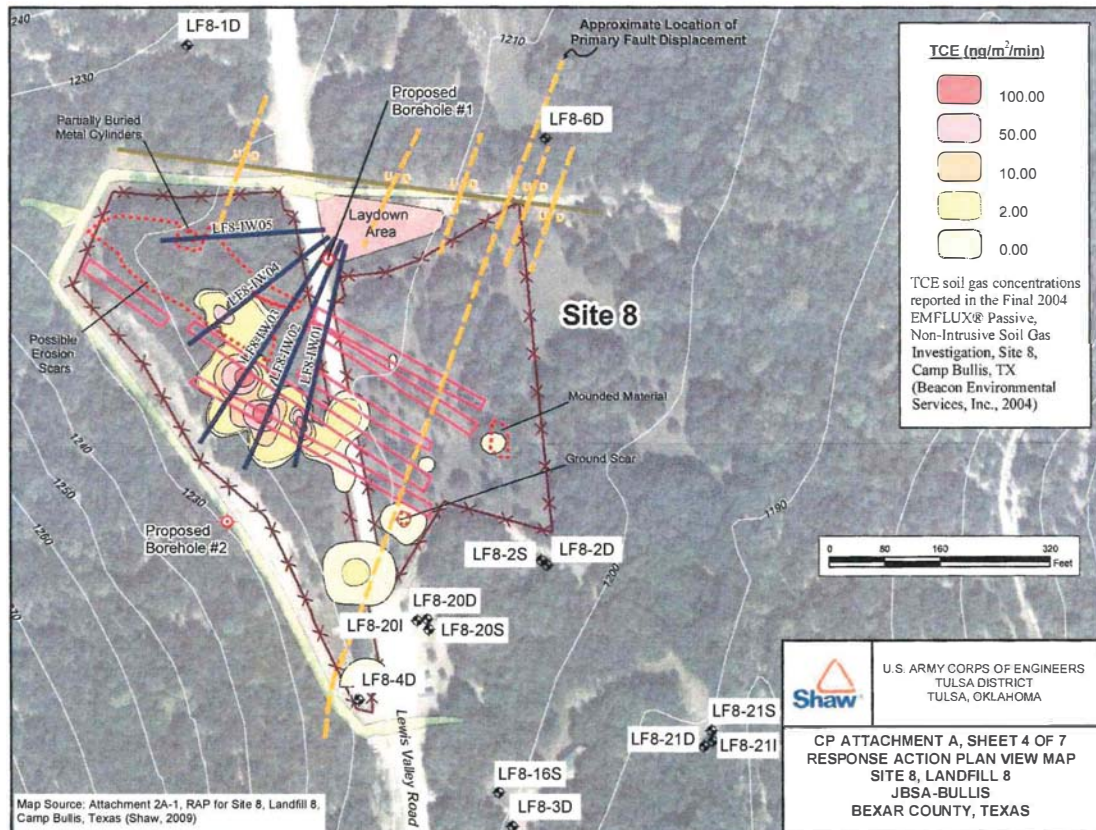 1240
LF8-1D
1230
1210
Approximate Location of
Primary Fault Displacement
Partially Buried
Metal Cylinders
Proposed
Borehole #1
LF8-6D
U D
U D
U D
U D
U D
Laydown
Area
LF8-IW05
LF8-IW04
LF8-IW03
LF8-IW02
LF8-IW01
Site 8
Possible
Erosion
Scars
Mounded Material
Ground Scar
1240
1250
1260
1230
Proposed
Borehole #2
1190
1200
LF8-2S
LF8-2D
LF8-20D
LF8-20I
LF8-20S
LF8-4D
Lewis Valley Road
LF8-21S
LF8-21D
LF8-21I
LF8-16S
LF8-3D
Map Source: Attachment 2A-1, RAP for Site 8, Landfill 8,
Camp Bullis, Texas (Shaw, 2009)
TCE (ng/m²/min)
100.00
50.00
10.00
2.00
0.00
TCE soil gas concentrations
reported in the Final 2004
EMFLUX® Passive,
Non-Intrusive Soil Gas
Investigation, Site 8,
Camp Bullis, TX
(Beacon Environmental
Services, Inc., 2004)
0 80 160 320
Feet
Shaw
U.S. ARMY CORPS OF ENGINEERS
TULSA DISTRICT
TULSA, OKLAHOMA
CP ATTACHMENT A, SHEET 4 OF 7
RESPONSE ACTION PLAN VIEW MAP
SITE 8, LANDFILL 8
JBSA-BULLIS
BEXAR COUNTY, TEXAS